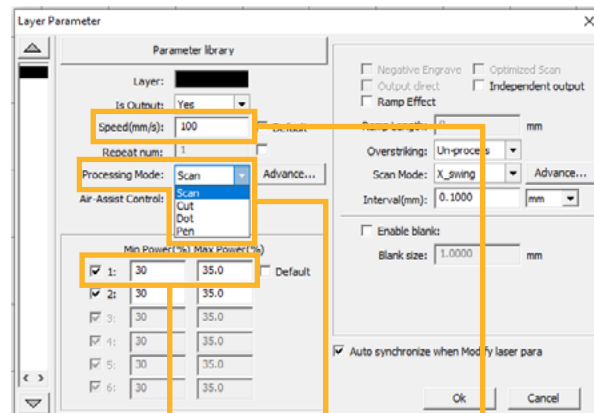 Layer Parameter
Parameter library
Layer:
Is Output: Yes
Speed(mm/s): 100 Default
Repeat num: 1
Processing Mode: Scan Advance...
Scan
Cut
Dot
Pen
Air-Assist Control:
Min Power(%) Max Power(%)
1: 30 35.0 Default
2: 30 35.0
3: 30 35.0
4: 30 35.0
5: 30 35.0
6: 30 35.0
Negative Engrave Optimized Scan
Output direct Independent output
Ramp Effect
Ramp Length: 0 mm
Overstriking: Un-process
Scan Mode: X_swing Advance...
Interval(mm): 0.1000 mm
Enable blank:
Blank size: 1.0000 mm
Auto synchronize when Modify laser para
Ok Cancel